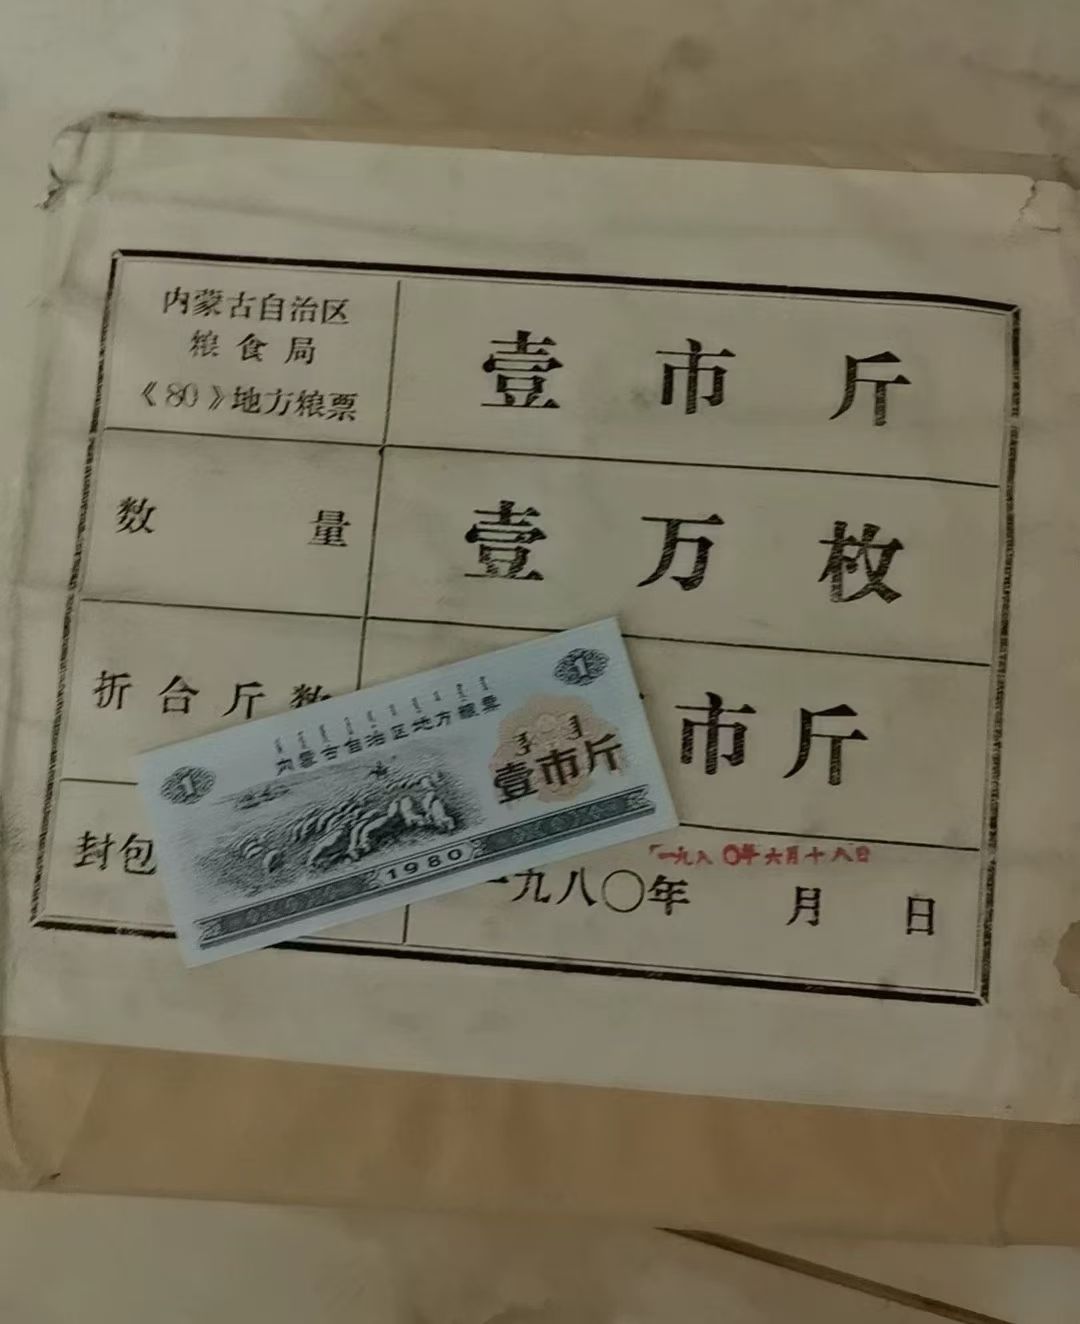 内蒙古自治区
粮食局
《80》地方粮票
壹市斤
数量
壹万枚
折合斤数
市斤
封包
一九八〇年六月十八日
一九八〇年 月 日
1
内蒙古自治区地方粮票
1
壹市斤
1980